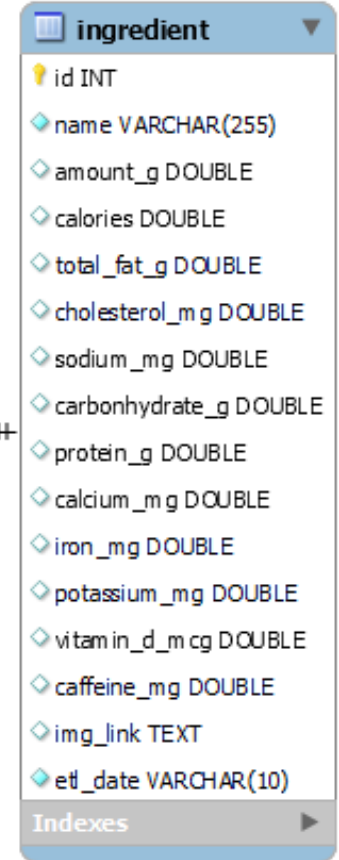 ingredient
id INT
name VARCHAR(255)
amount_g DOUBLE
calories DOUBLE
total_fat_g DOUBLE
cholesterol_mg DOUBLE
sodium_mg DOUBLE
carbonhydrate_g DOUBLE
protein_g DOUBLE
calcium_mg DOUBLE
iron_mg DOUBLE
potassium_mg DOUBLE
vitamin_d_mcg DOUBLE
caffeine_mg DOUBLE
img_link TEXT
etl_date VARCHAR(10)
Indexes